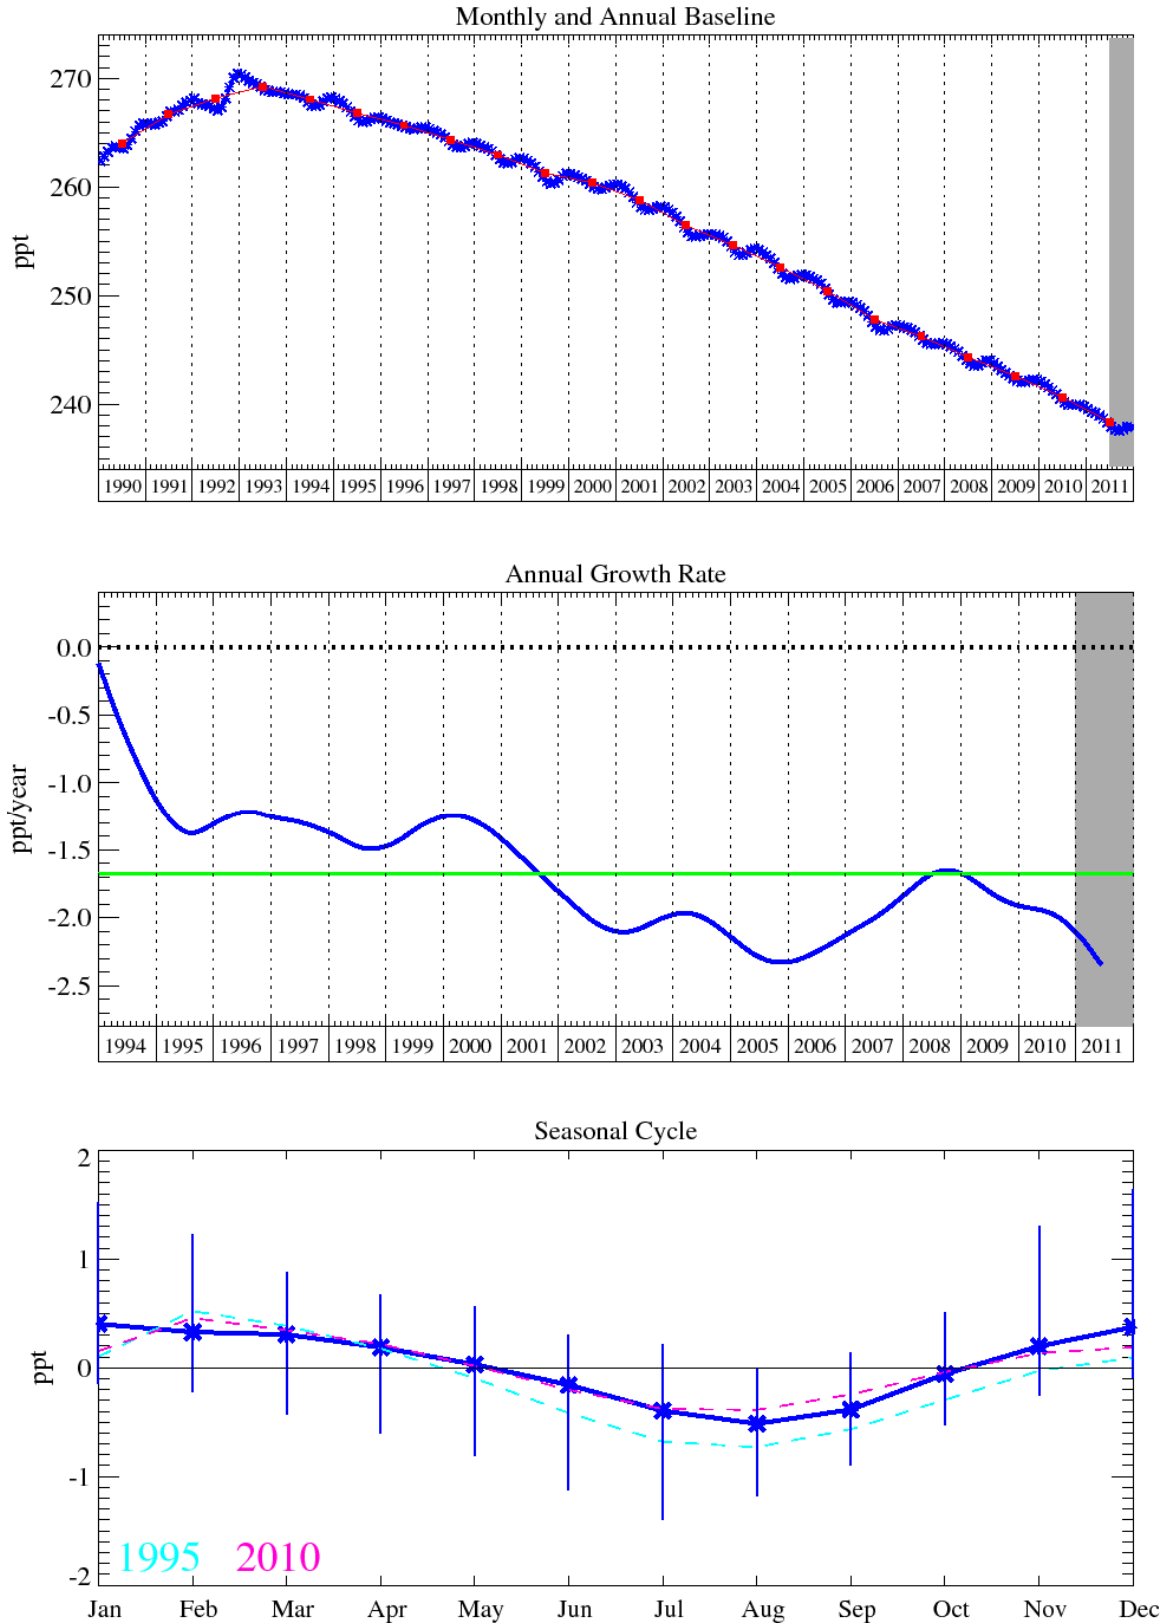 Monthly and Annual Baseline
270
260
250
240
ppt
1990 1991 1992 1993 1994 1995 1996 1997 1998 1999 2000 2001 2002 2003 2004 2005 2006 2007 2008 2009 2010 2011
Annual Growth Rate
0.0
-0.5
-1.0
-1.5
-2.0
-2.5
ppt/year
1994 1995 1996 1997 1998 1999 2000 2001 2002 2003 2004 2005 2006 2007 2008 2009 2010 2011
Seasonal Cycle
2
1
0
-1
-2
ppt
1995 2010
Jan Feb Mar Apr May Jun Jul Aug Sep Oct Nov Dec